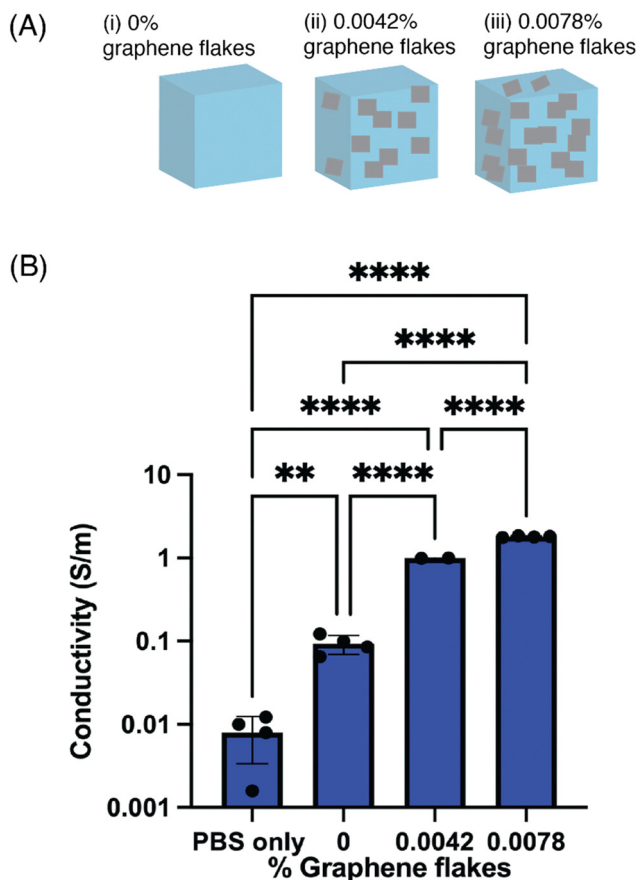 (A)
(i) 0%
graphene flakes
(ii) 0.0042%
graphene flakes
(iii) 0.0078%
graphene flakes
(B)
****
****
**** ****
** ****
10
1
0.1
0.01
0.001
Conductivity (S/m)
PBS only 0 0.0042 0.0078
% Graphene flakes